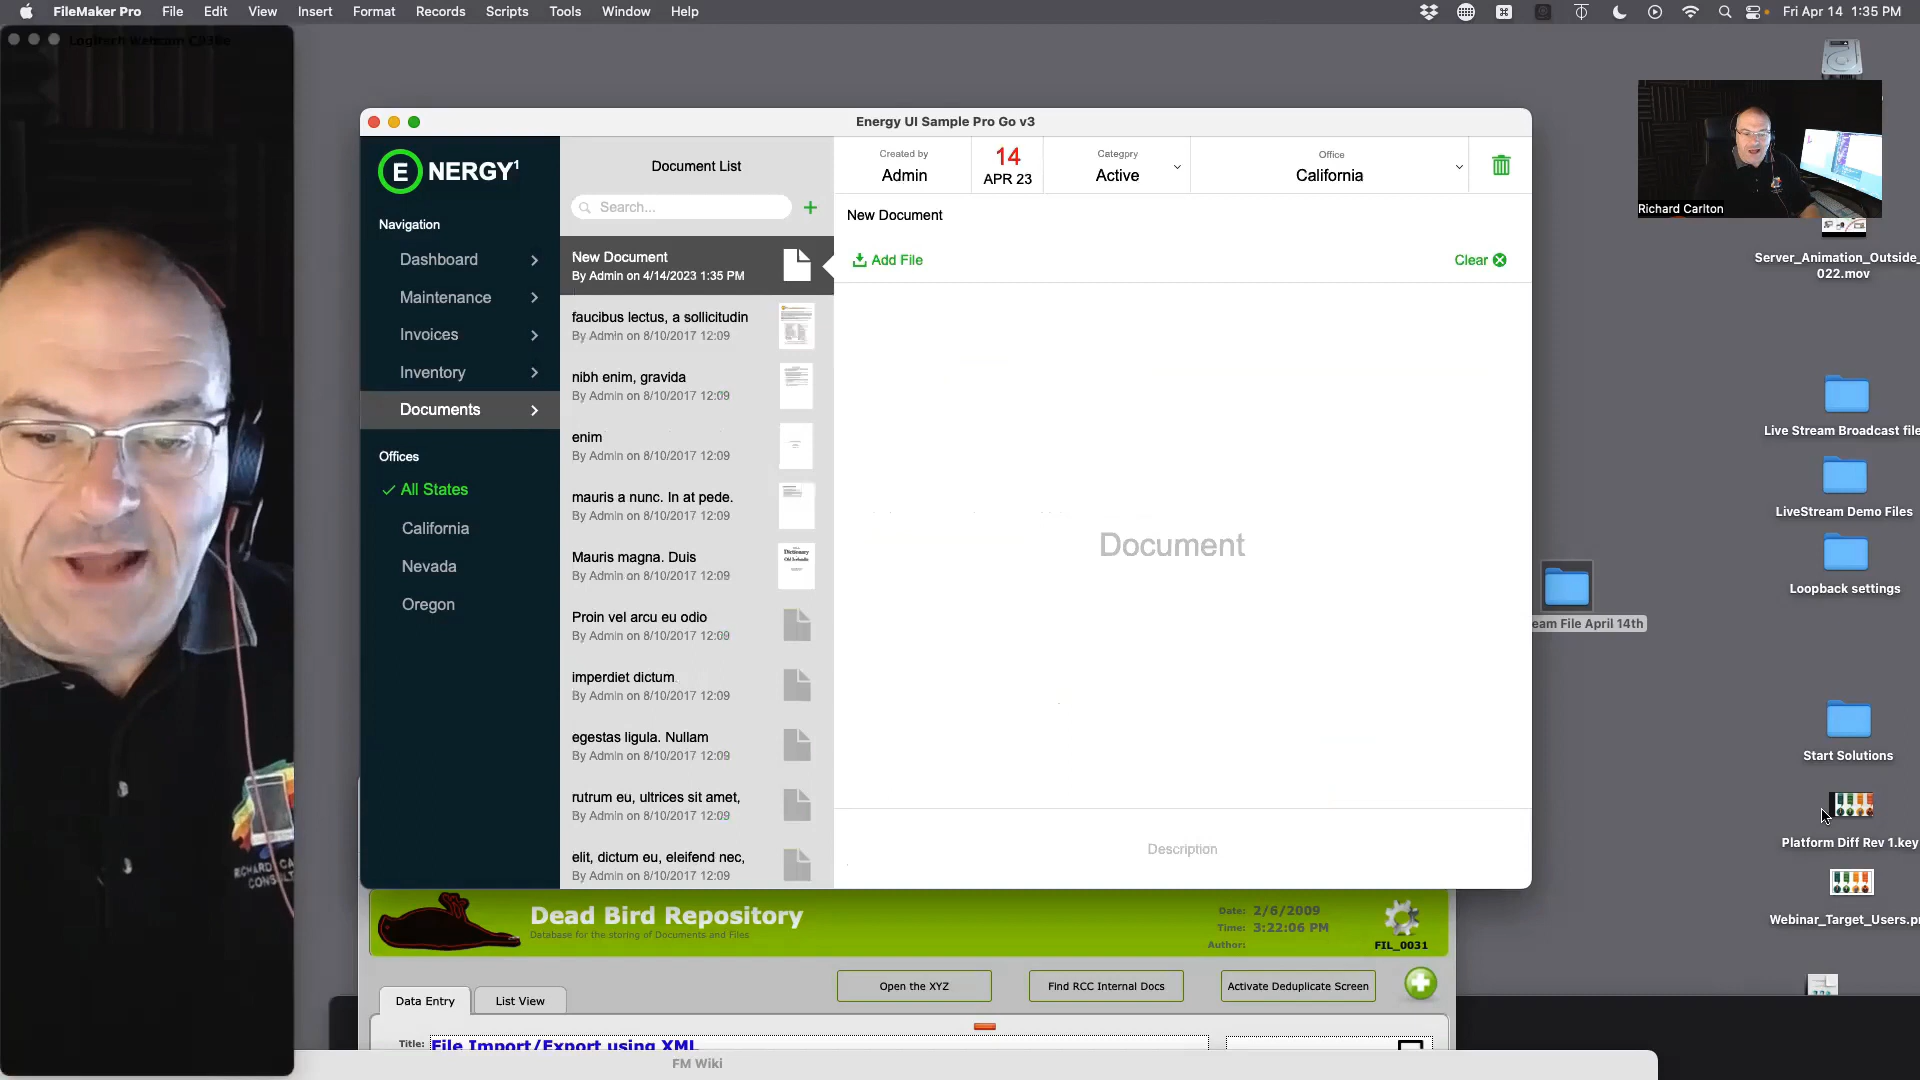 FileMaker Pro File Edit View Insert Format Records Scripts Tools Window Help
Fri Apr 14 1:35 PM
Logitech Webcam
Energy UI Sample Pro Go v3
E NERGY¹
Navigation
Dashboard
Maintenance
Invoices
Inventory
Documents
Offices
All States
California
Nevada
Oregon
Document List
Search...
New Document
By Admin on 4/14/2023 1:35 PM
faucibus lectus, a sollicitudin
By Admin on 8/10/2017 12:09
nibh enim, gravida
By Admin on 8/10/2017 12:09
enim
By Admin on 8/10/2017 12:09
mauris a nunc. In at pede.
By Admin on 8/10/2017 12:09
Mauris magna. Duis
By Admin on 8/10/2017 12:09
Dictionary
Proin vel arcu eu odio
By Admin on 8/10/2017 12:09
imperdiet dictum
By Admin on 8/10/2017 12:09
egestas ligula. Nullam
By Admin on 8/10/2017 12:09
rutrum eu, ultrices sit amet,
By Admin on 8/10/2017 12:09
elit, dictum eu, eleifend nec,
By Admin on 8/10/2017 12:09
Created by
Admin
14
APR 23
Categpry
Active
Office
California
New Document
Add File
Clear
Document
Description
Richard Carlton
Server_Animation_Outside_
022.mov
Live Stream Broadcast file
LiveStream Demo Files
Loopback settings
eam File April 14th
Start Solutions
Platform Diff Rev 1.key
Webinar_Target_Users.p
Dead Bird Repository
Database for the storing of Documents and Files
Date: 2/6/2009
Time: 3:22:06 PM
Author:
FIL_0031
Open the XYZ
Find RCC Internal Docs
Activate Deduplicate Screen
Data Entry
List View
Title: File Import/Export using XML
FM Wiki